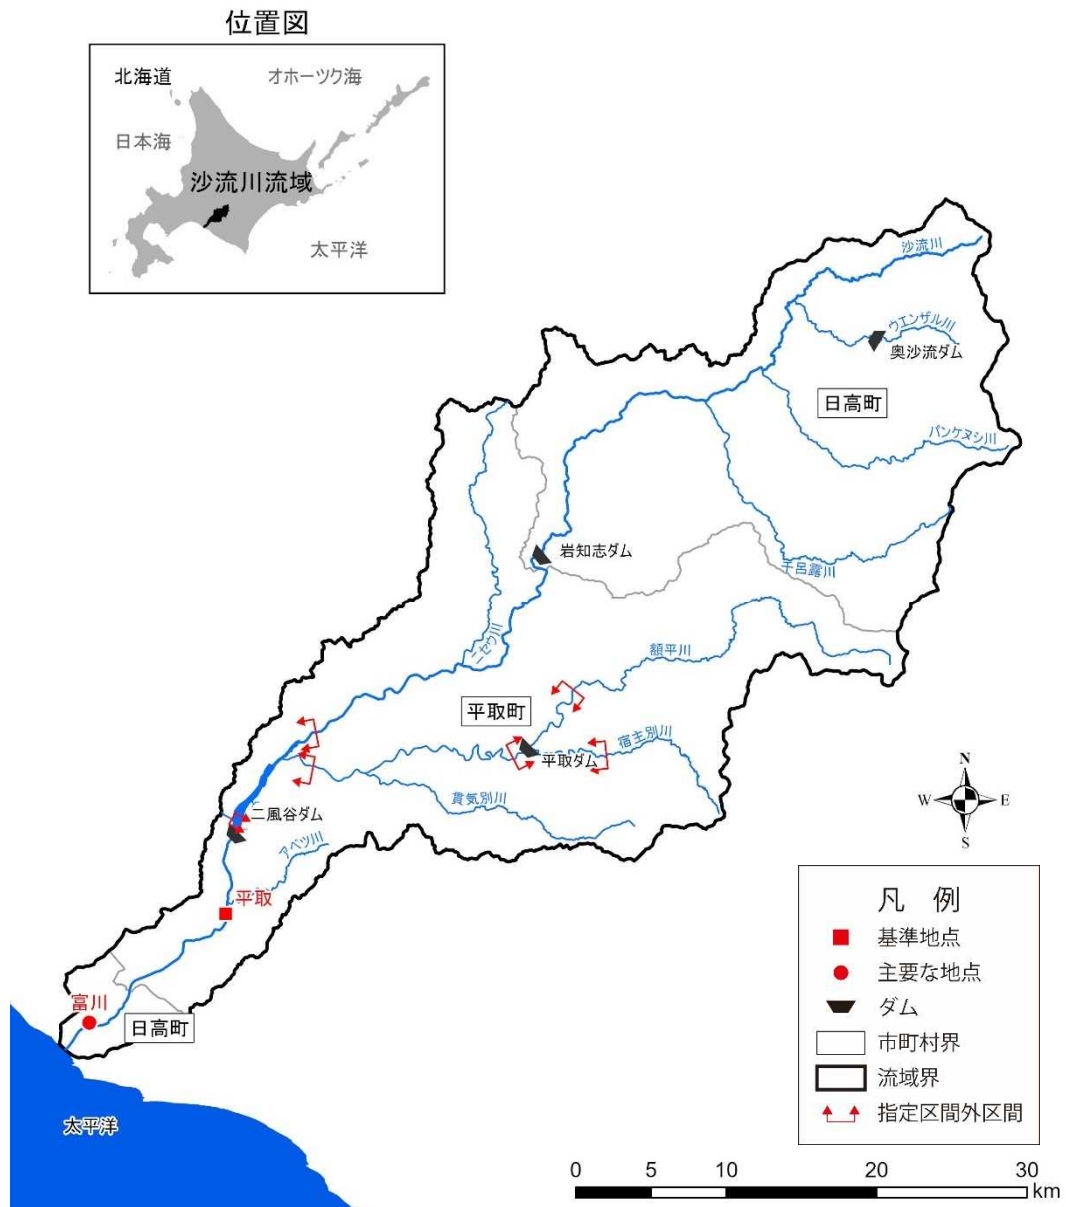 位置図
北海道
オホーツク海
日本海
沙流川流域
太平洋
沙流川
ウエンザル川
奥沙流ダム
日高町
パンケヌシ川
岩知志ダム
千呂露川
ニセウ川
額平川
平取町
宿主別川
平取ダム
貫気別川
二風谷ダム
アベツ川
平取
富川
日高町
太平洋
N
W E
S
凡 例
基準地点
主要な地点
ダム
市町村界
流域界
指定区間外区間
0 5 10 20 30
km